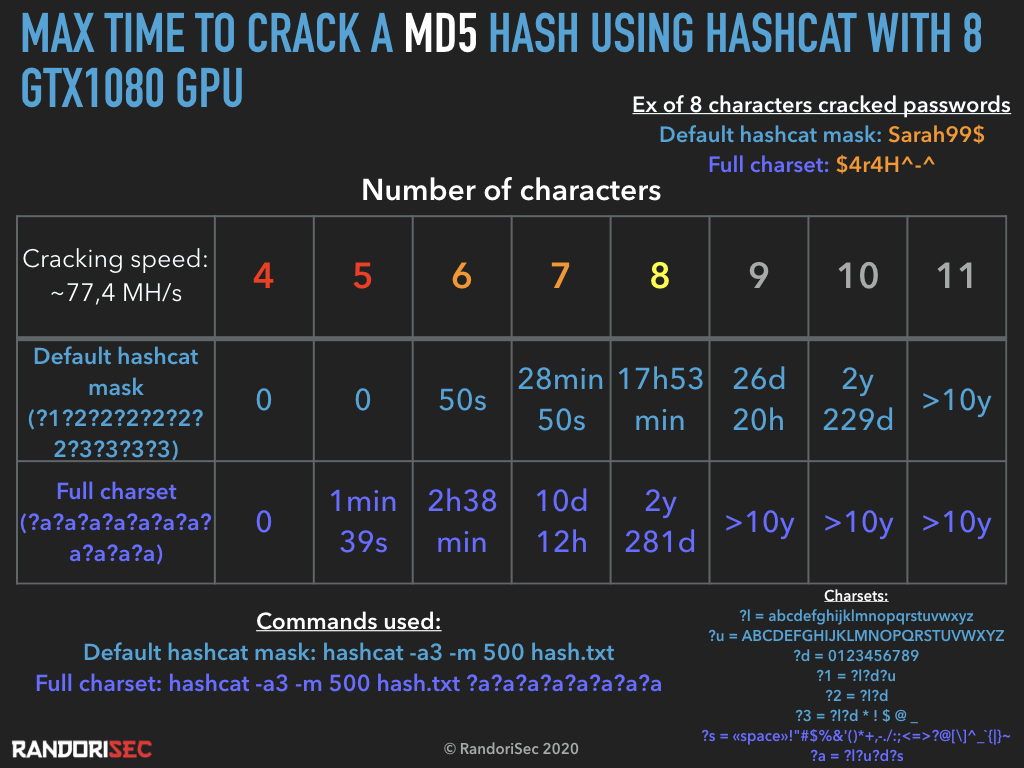 MAX TIME TO CRACK A MD5 HASH USING HASHCAT WITH 8
GTX1080 GPU
Ex of 8 characters cracked passwords
Default hashcat mask: Sarah99$
Full charset: $4r4H^-^
Number of characters
Cracking speed:
~77,4 MH/s
4 5 6 7 8 9 10 11
Default hashcat
mask
(?1?2?2?2?2?2?
2?3?3?3?3)
0 0 50s 28min 50s 17h53 min 26d 20h 2y 229d >10y
Full charset
(?a?a?a?a?a?a?a?
a?a?a?a)
0 1min 39s 2h38 min 10d 12h 2y 281d >10y >10y >10y
Commands used:
Default hashcat mask: hashcat -a3 -m 500 hash.txt
Full charset: hashcat -a3 -m 500 hash.txt ?a?a?a?a?a?a?a?a
Charsets:
?l = abcdefghijklmnopqrstuvwxyz
?u = ABCDEFGHIJKLMNOPQRSTUVWXYZ
?d = 0123456789
?1 = ?l?d?u
?2 = ?l?d
?3 = ?l?d * ! $ @ _
?s = «space»!"#$%&'()*+,-./:;<=>?@[\]^_`{|}~
?a = ?l?u?d?s
RANDORISEC
© RandoriSec 2020